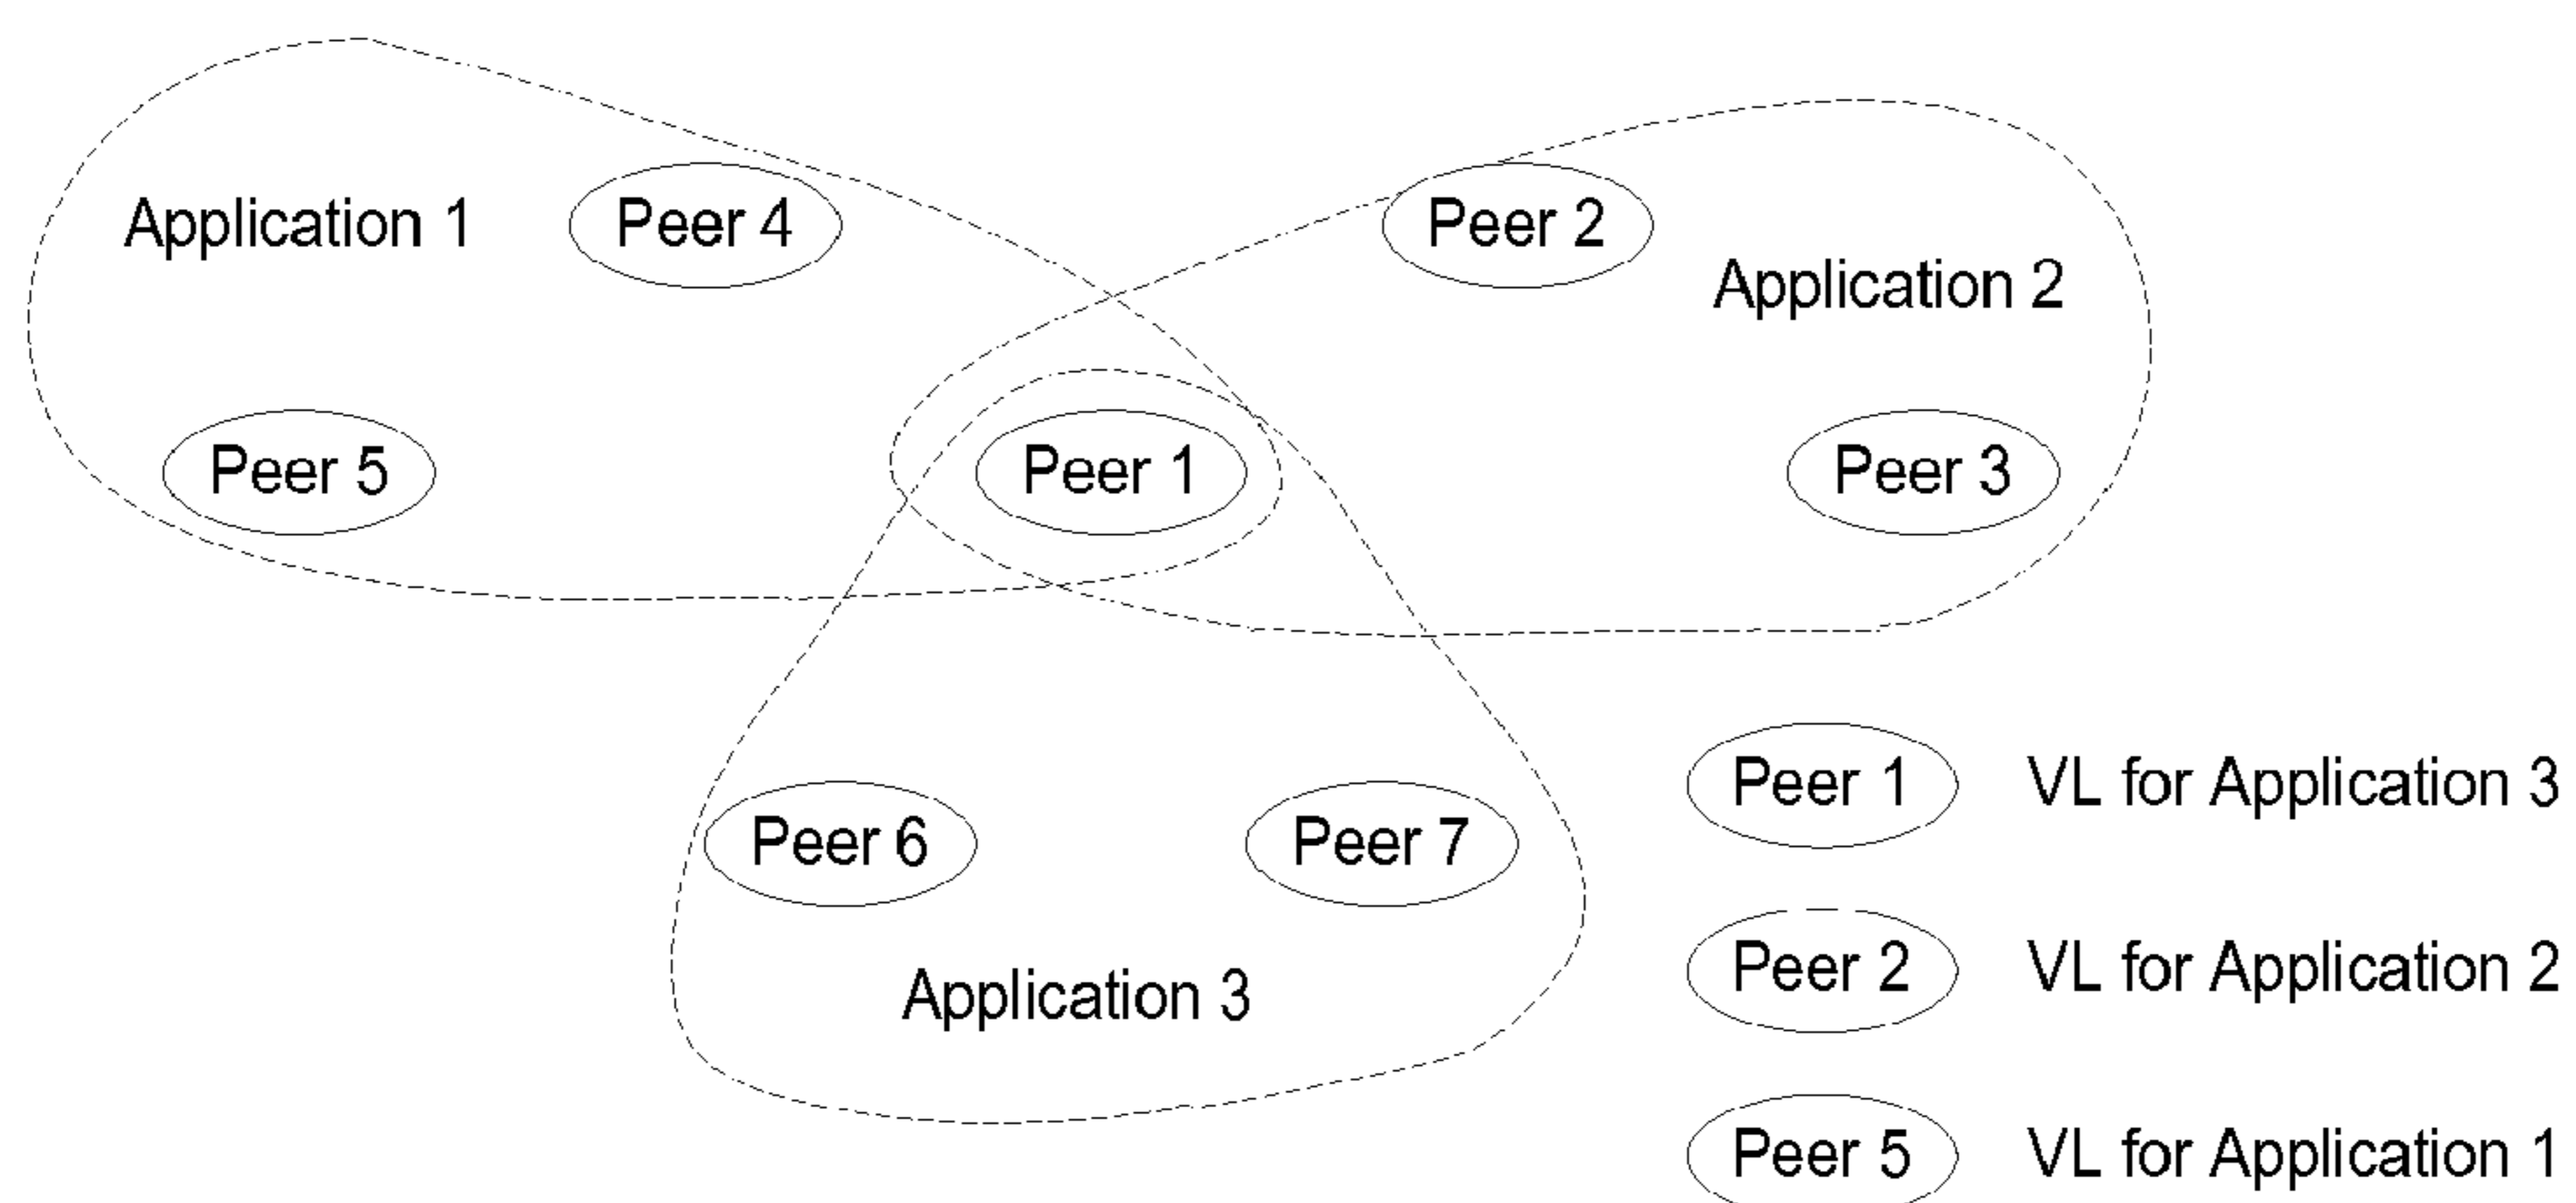 Application 1
Peer 4
Peer 2
Application 2
Peer 5
Peer 1
Peer 3
Peer 6
Peer 7
Application 3
Peer 1 VL for Application 3
Peer 2 VL for Application 2
Peer 5 VL for Application 1